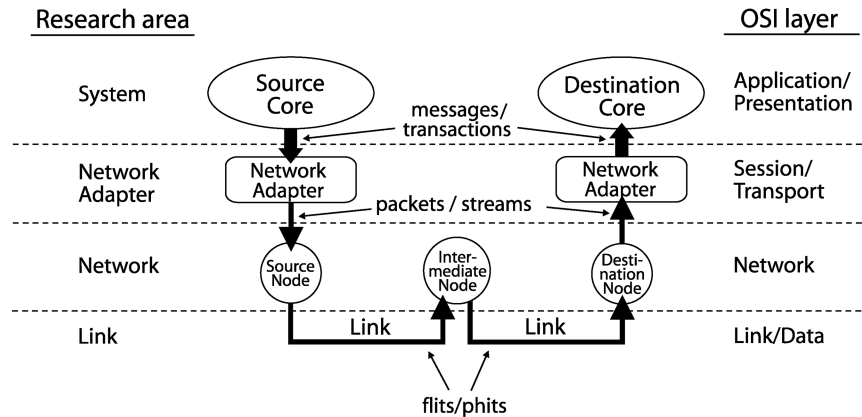 Research area
OSI layer
System
Source
Core
Destination
Core
Application/
Presentation
messages/
transactions
Network
Adapter
Network
Adapter
Network
Adapter
Session/
Transport
packets / streams
Network
Source
Node
Inter-
mediate
Node
Desti-
nation
Node
Network
Link
Link
Link
Link/Data
flits/phits